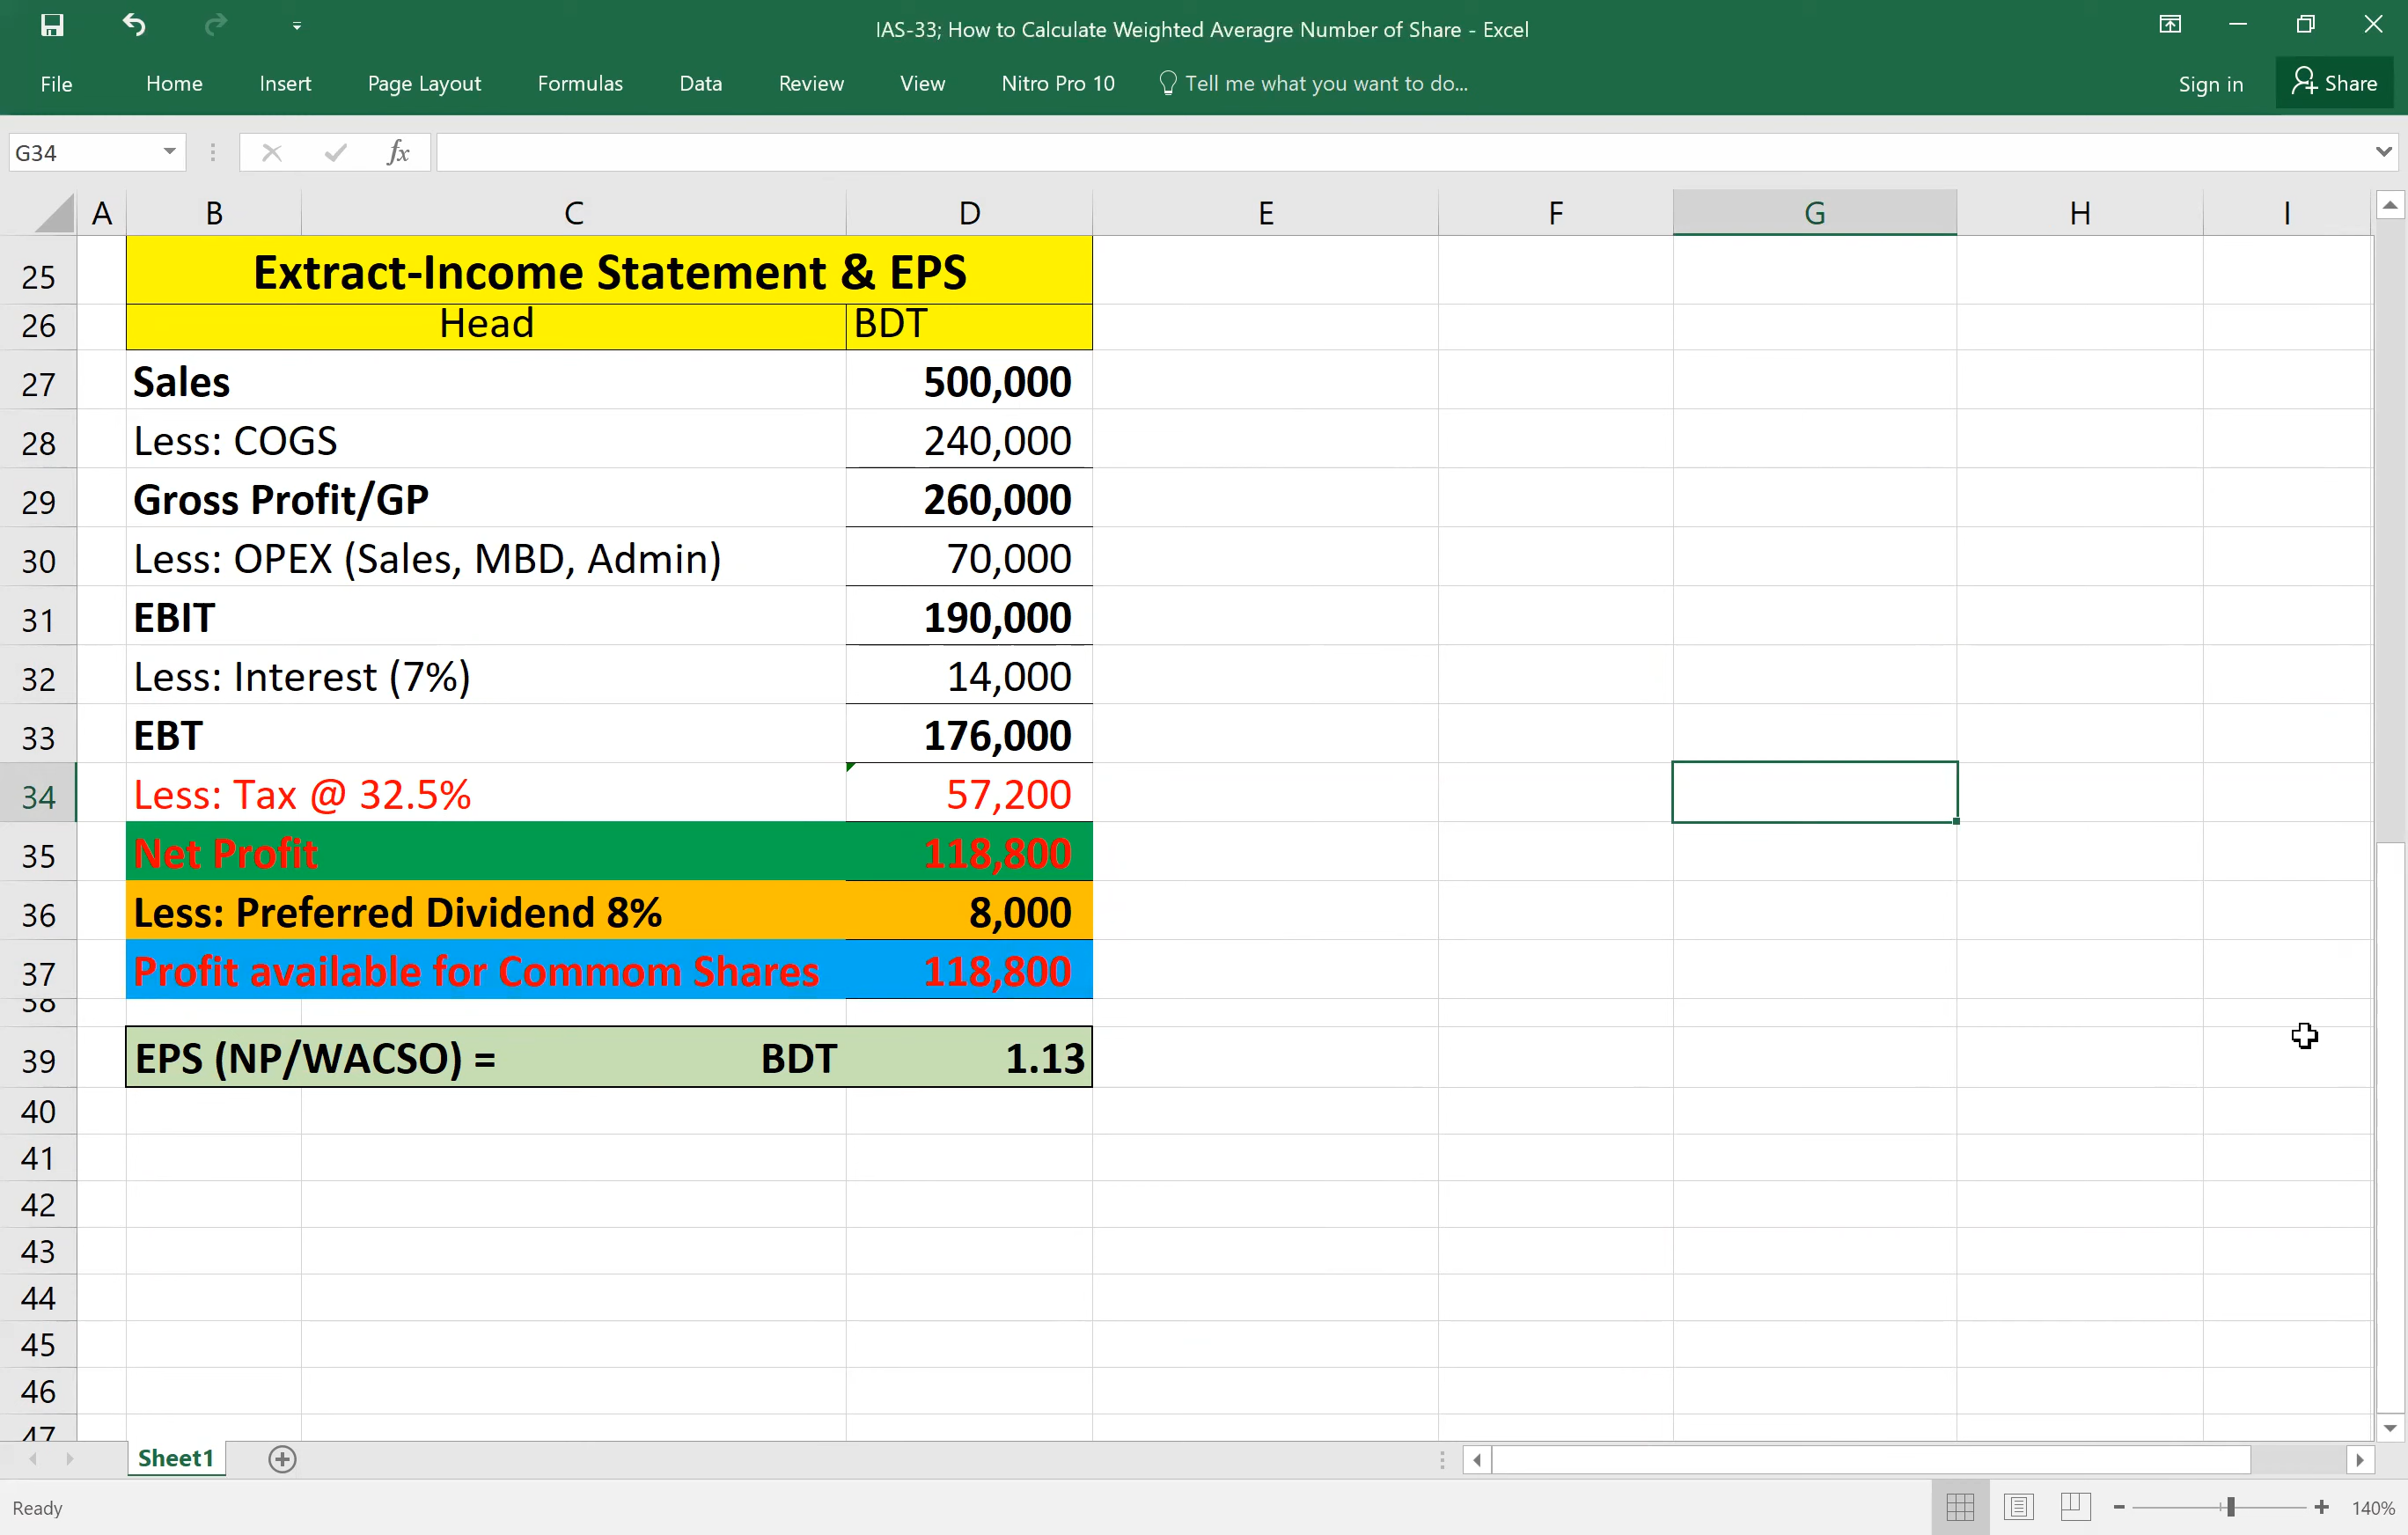 IAS-33; How to Calculate Weighted Averagre Number of Share - Excel
File Home Insert Page Layout Formulas Data Review View Nitro Pro 10 Tell me what you want to do... Sign in Share
G34 fx
A B C D E F G H I
25 Extract-Income Statement & EPS
26 Head BDT
27 Sales 500,000
28 Less: COGS 240,000
29 Gross Profit/GP 260,000
30 Less: OPEX (Sales, MBD, Admin) 70,000
31 EBIT 190,000
32 Less: Interest (7%) 14,000
33 EBT 176,000
34 Less: Tax @ 32.5% 57,200
35 Net Profit 118,800
36 Less: Preferred Dividend 8% 8,000
37 Profit available for Commom Shares 118,800
38
39 EPS (NP/WACSO) = BDT 1.13
40
41
42
43
44
45
46
47
Sheet1
Ready 140%